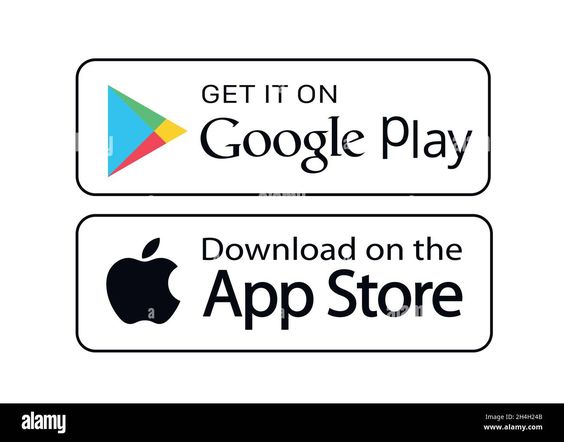 GET IT ON
Google Play
Download on the
App Store
alamy
Image ID: 2H4H24B
www.alamy.com